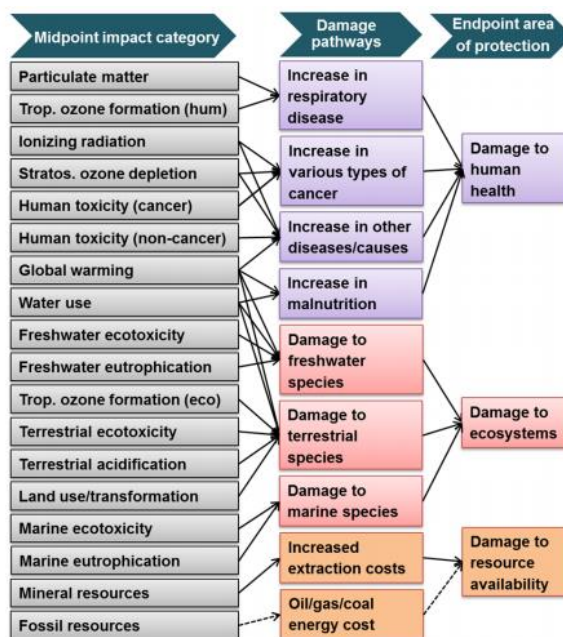 Midpoint impact category
Damage
pathways
Endpoint area
of protection
Particulate matter
Trop. ozone formation (hum)
Ionizing radiation
Stratos. ozone depletion
Human toxicity (cancer)
Human toxicity (non-cancer)
Global warming
Water use
Freshwater ecotoxicity
Freshwater eutrophication
Trop. ozone formation (eco)
Terrestrial ecotoxicity
Terrestrial acidification
Land use/transformation
Marine ecotoxicity
Marine eutrophication
Mineral resources
Fossil resources
Increase in
respiratory
disease
Increase in
various types of
cancer
Increase in other
diseases/causes
Increase in
malnutrition
Damage to
freshwater
species
Damage to
terrestrial
species
Damage to
marine species
Increased
extraction costs
Oil/gas/coal
energy cost
Damage to
human
health
Damage to
ecosystems
Damage to
resource
availability